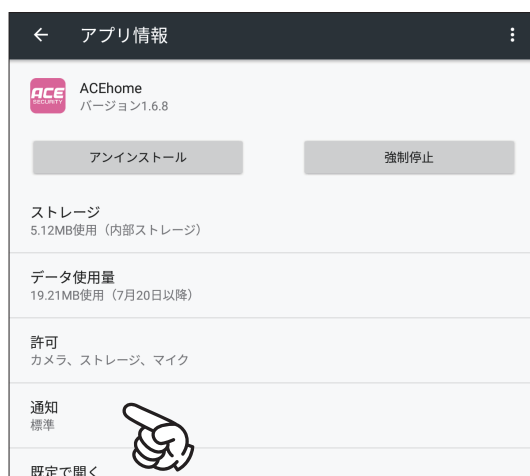 アプリ情報
ACE
SECURITY
ACEhome
バージョン1.6.8
アンインストール
強制停止
ストレージ
5.12MB使用（内部ストレージ）
データ使用量
19.21MB使用（7月20日以降）
許可
カメラ、ストレージ、マイク
通知
標準
既定で開く